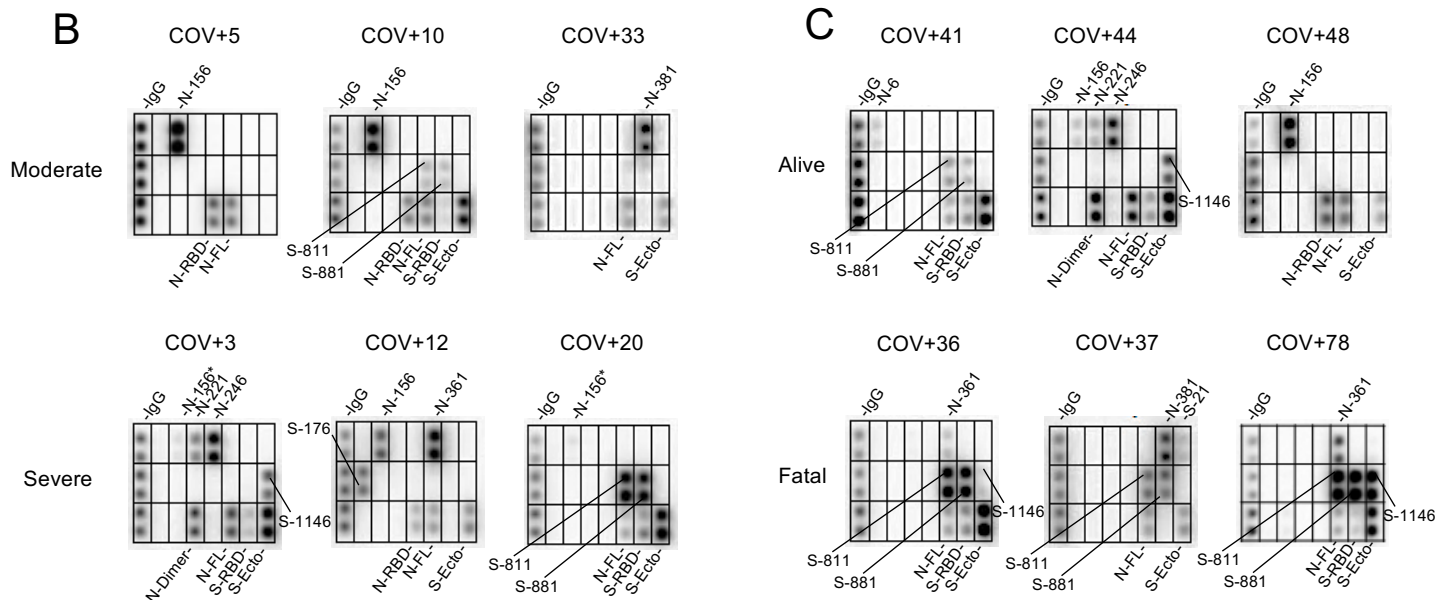 B
COV+5
COV+10
COV+33
-IgG
-N-156
-IgG
-N-156
-IgG
-N-381
Moderate
S-811
S-881
N-RBD-
N-FL-
N-RBD-
N-FL-
S-RBD-
S-Ecto-
N-FL-
S-Ecto-
COV+3
COV+12
COV+20
-IgG
-N-156*
-N-221
-N-246
-IgG
-N-156
-N-361
-IgG
-N-156*
S-176
Severe
S-1146
S-811
S-881
N-Dimer-
N-FL-
S-RBD-
S-Ecto-
N-RBD-
N-FL-
S-Ecto-
N-FL-
S-RBD-
S-Ecto-
C
COV+41
COV+44
COV+48
-IgG
-N-6
-IgG
-N-156
-N-221
-N-246
-IgG
-N-156
Alive
S-1146
S-811
S-881
N-FL-
S-RBD-
S-Ecto-
N-Dimer-
N-FL-
S-RBD-
S-Ecto-
N-RBD-
N-FL-
S-Ecto-
COV+36
COV+37
COV+78
-IgG
-N-361
-IgG
-N-381
-S-21
-IgG
-N-361
Fatal
S-1146
S-1146
S-811
S-881
N-FL-
S-RBD-
S-Ecto-
S-811
S-881
N-FL-
S-Ecto-
S-811
S-881
N-FL-
S-RBD-
S-Ecto-